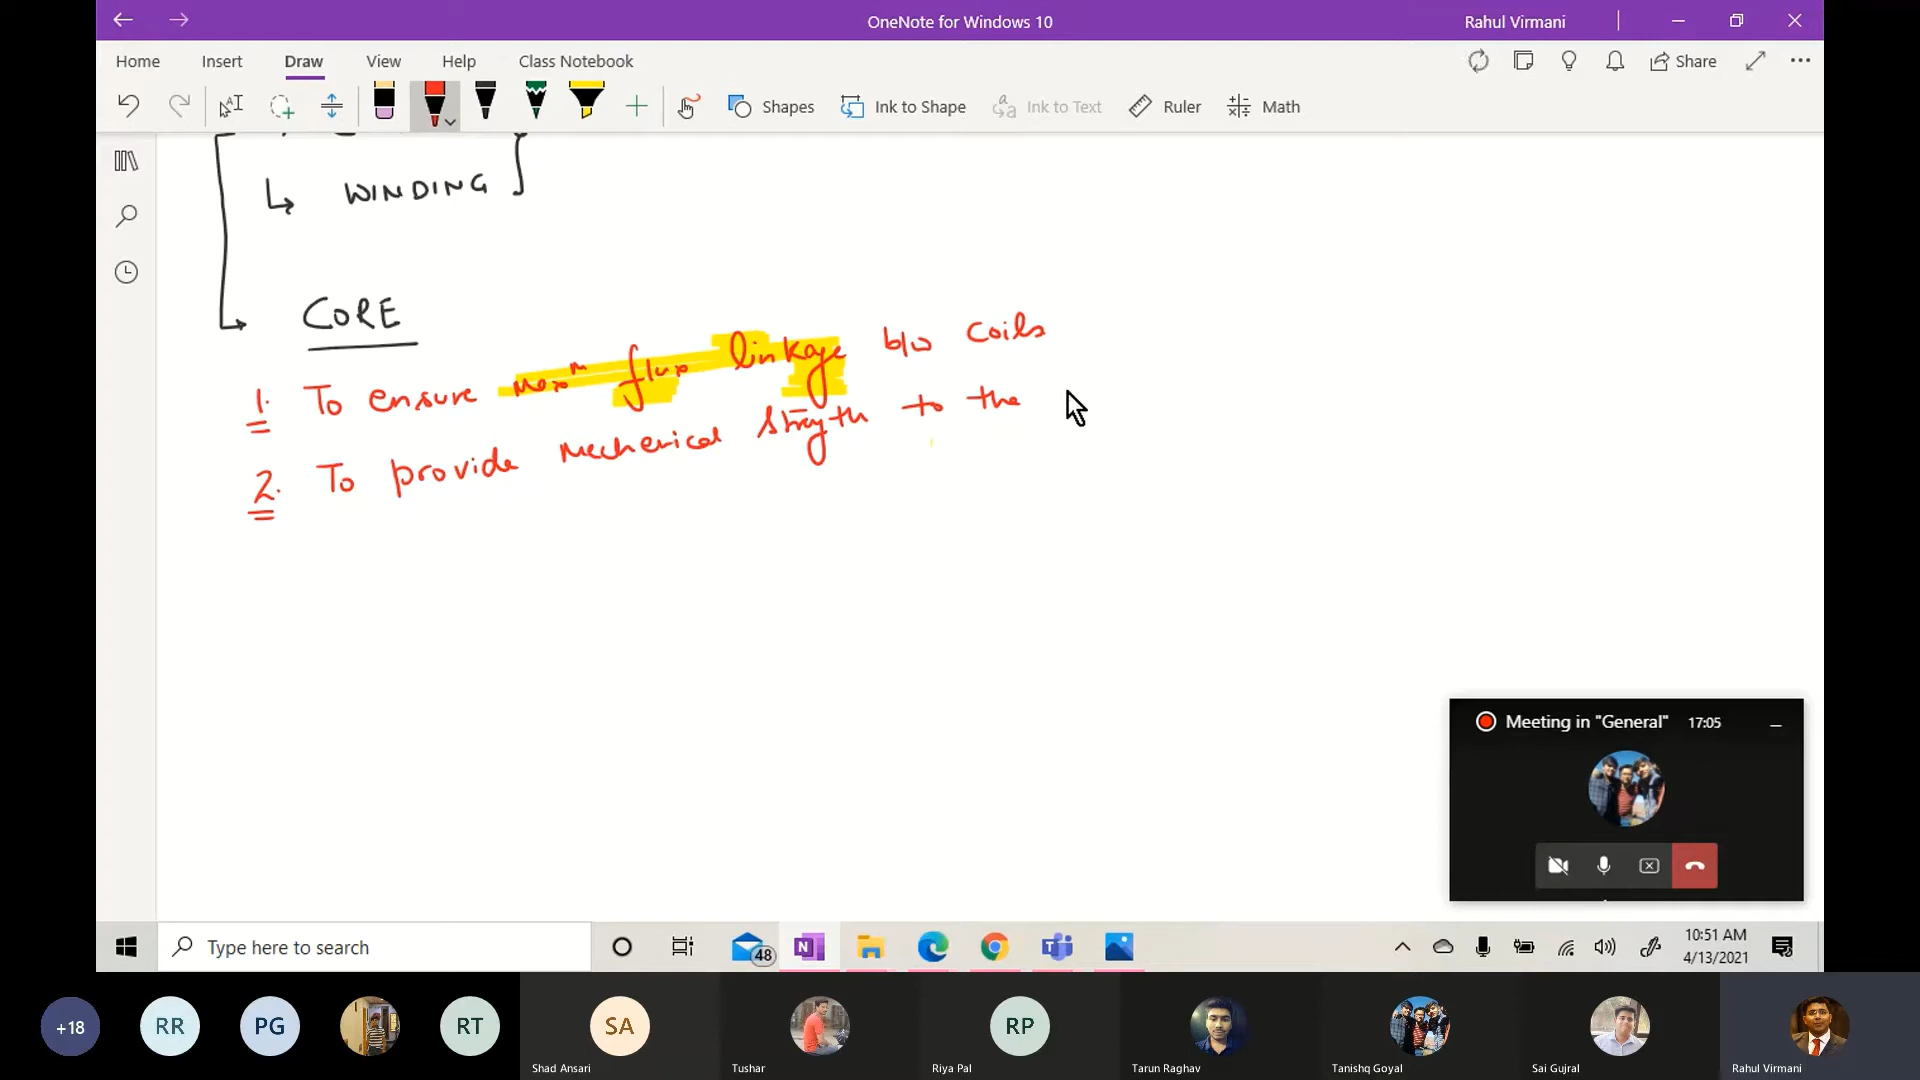 OneNote for Windows 10
Rahul Virmani
Home Insert Draw View Help Class Notebook
Share
Shapes Ink to Shape Ink to Text Ruler Math
WINDING
CORE
1. To ensure maxm flux linkage b/w coils
2. To provide mechanical strength to the
Meeting in "General" 17:05
Type here to search
48
10:51 AM
4/13/2021
+18 RR PG RT SA RP
Shad Ansari Tushar Riya Pal Tarun Raghav Tanishq Goyal Sai Gujral Rahul Virmani